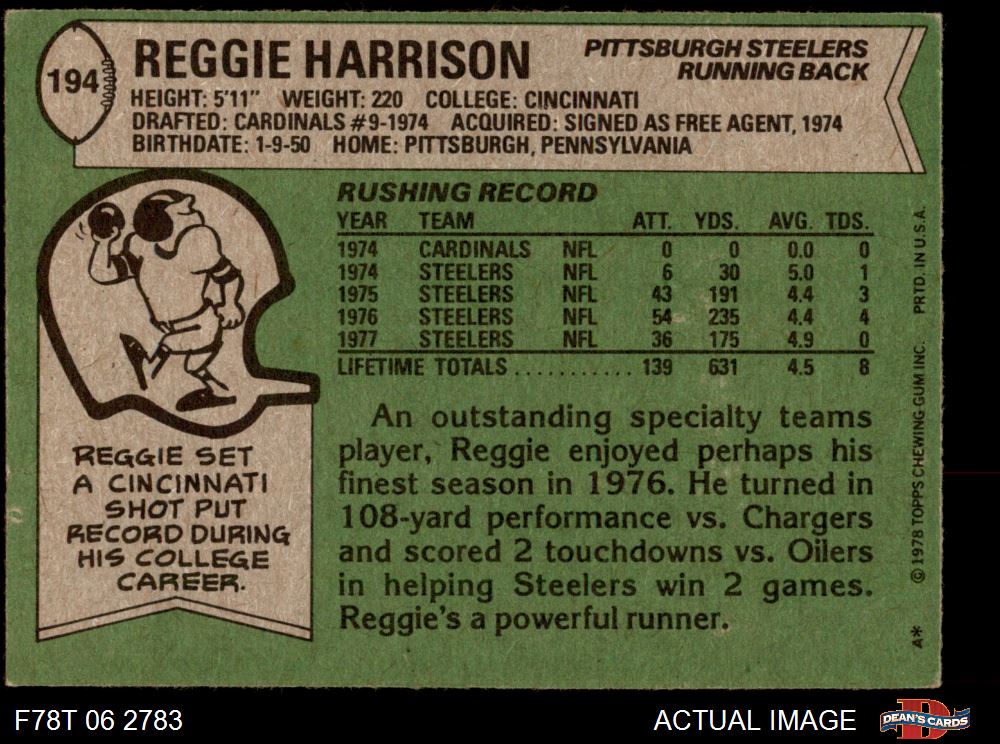 194
REGGIE HARRISON
PITTSBURGH STEELERS
RUNNING BACK
HEIGHT: 5'11" WEIGHT: 220 COLLEGE: CINCINNATI
DRAFTED: CARDINALS #9-1974 ACQUIRED: SIGNED AS FREE AGENT, 1974
BIRTHDATE: 1-9-50 HOME: PITTSBURGH, PENNSYLVANIA
RUSHING RECORD
YEAR TEAM ATT. YDS. AVG. TDS.
1974 CARDINALS NFL 0 0 0.0 0
1974 STEELERS NFL 6 30 5.0 1
1975 STEELERS NFL 43 191 4.4 3
1976 STEELERS NFL 54 235 4.4 4
1977 STEELERS NFL 36 175 4.9 0
LIFETIME TOTALS ........... 139 631 4.5 8
An outstanding specialty teams
player, Reggie enjoyed perhaps his
finest season in 1976. He turned in
108-yard performance vs. Chargers
and scored 2 touchdowns vs. Oilers
in helping Steelers win 2 games.
Reggie's a powerful runner.
REGGIE SET
A CINCINNATI
SHOT PUT
RECORD DURING
HIS COLLEGE
CAREER.
A* © 1978 TOPPS CHEWING GUM INC. PRTD. IN U.S.A.
F78T 06 2783
ACTUAL IMAGE
DEAN'S CARDS